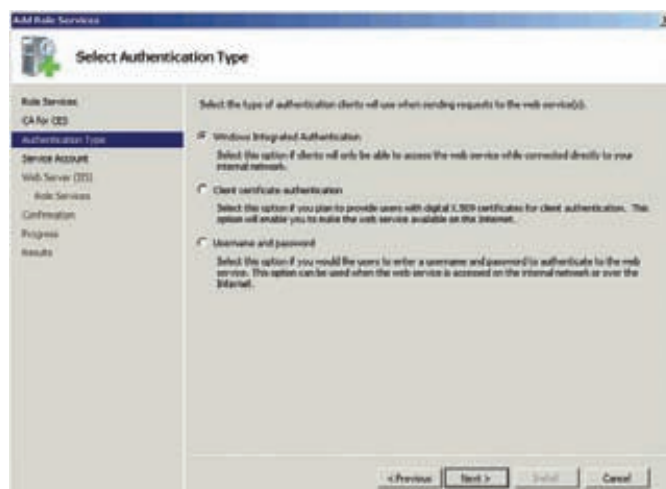 Add Role Services
Select Authentication Type
Role Services
CA for CES
Authentication Type
Service Account
Web Server (IIS)
Role Services
Confirmation
Progress
Results
Select the type of authentication clients will use when sending requests to the web service(s).
Windows Integrated Authentication
Select this option if clients will only be able to access the web service while connected directly to your
internal network.
Client certificate authentication
Select this option if you plan to provide users with digital X.509 certificates for client authentication. This
option will enable you to make the web service available on the Internet.
Username and password
Select this option if you would like users to enter a username and password to authenticate to the web
service. This option can be used when the web service is accessed on the internal network or over the
Internet.
< Previous
Next >
Install
Cancel